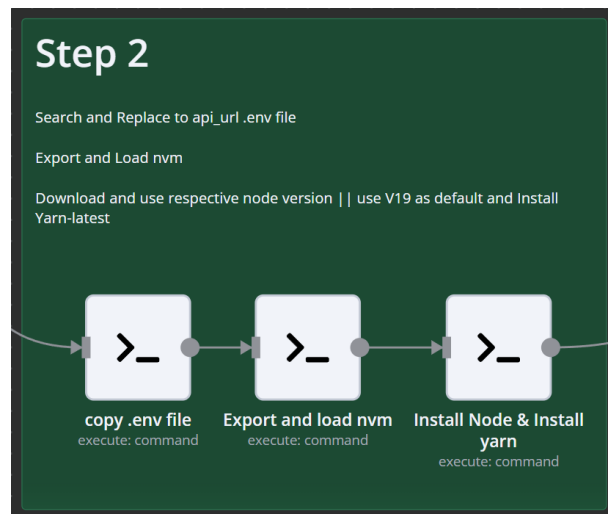 Step 2
Search and Replace to api_url .env file
Export and Load nvm
Download and use respective node version || use V19 as default and Install
Yarn-latest
copy .env file
execute: command
Export and load nvm
execute: command
Install Node & Install
yarn
execute: command